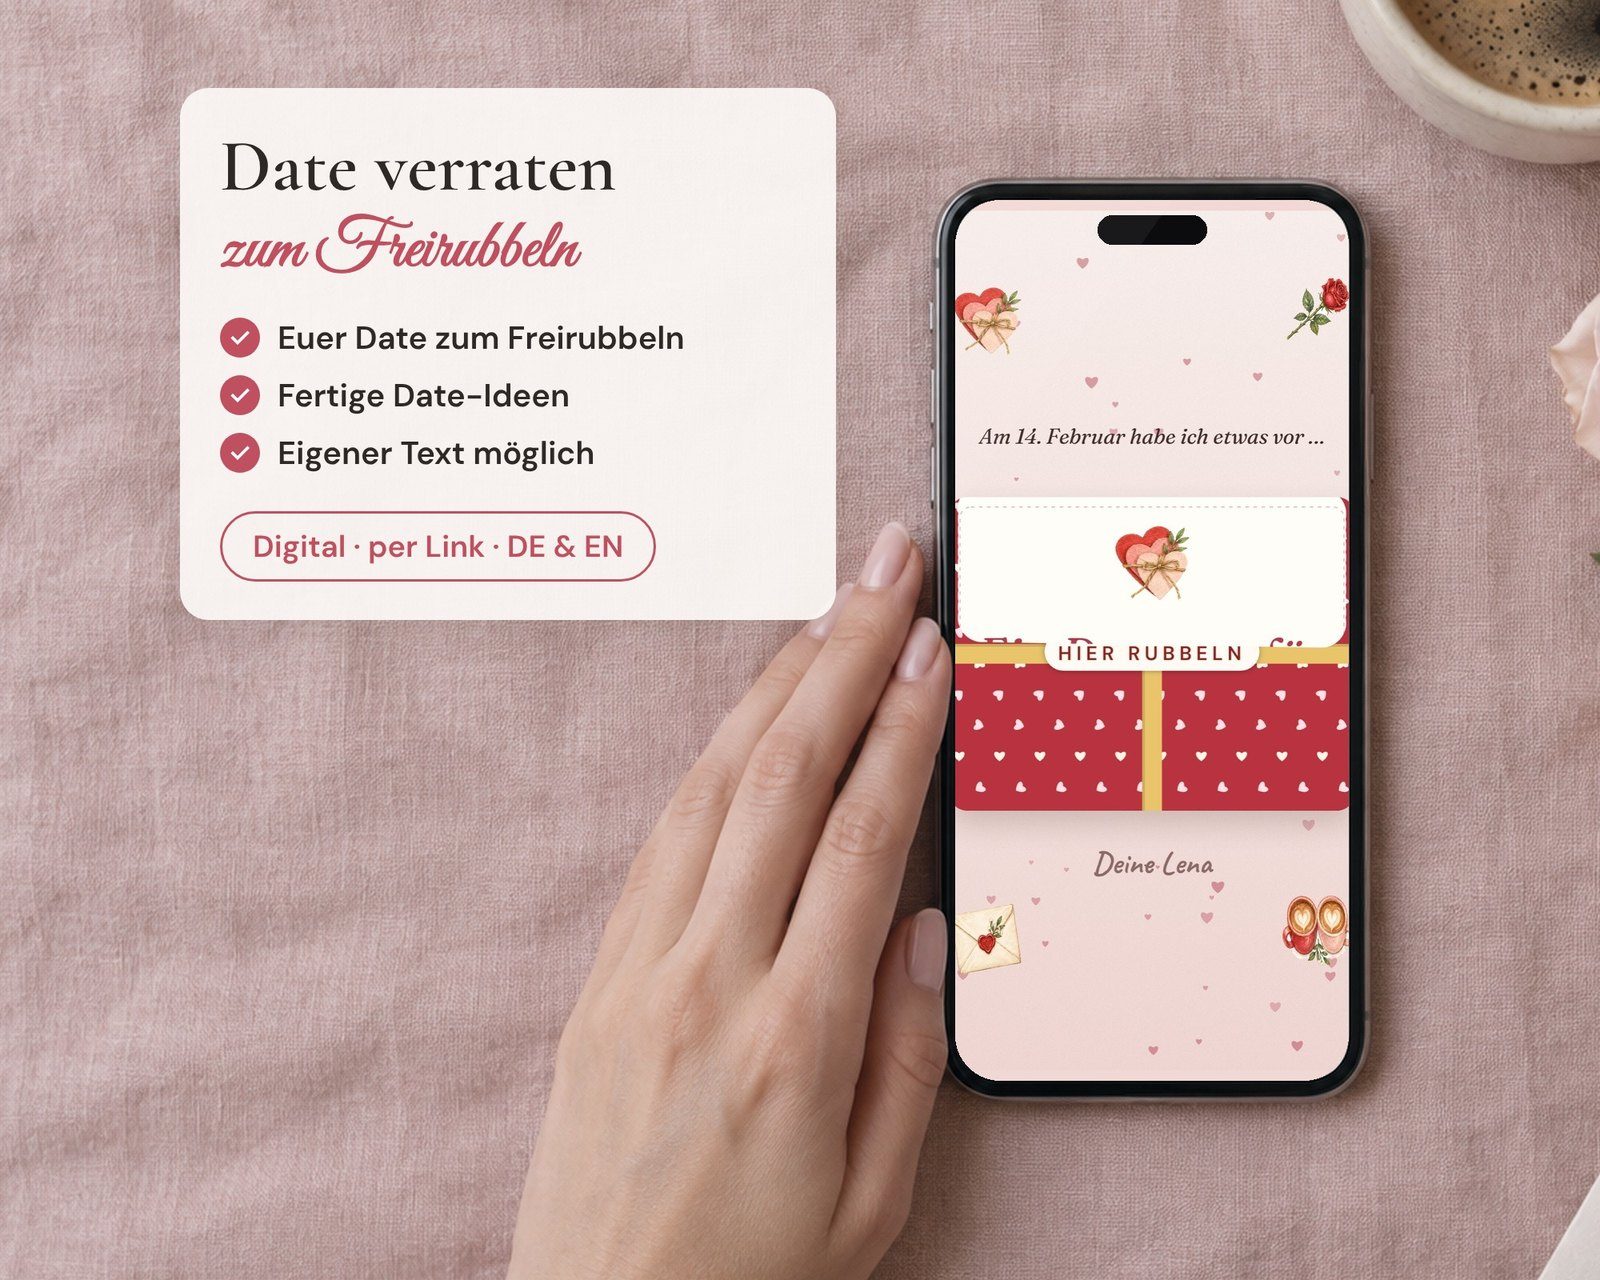 Date verraten
zum Freirubbeln
Euer Date zum Freirubbeln
Fertige Date-Ideen
Eigener Text möglich
Digital · per Link · DE & EN
Am 14. Februar habe ich etwas vor ...
HIER RUBBELN
Deine Lena